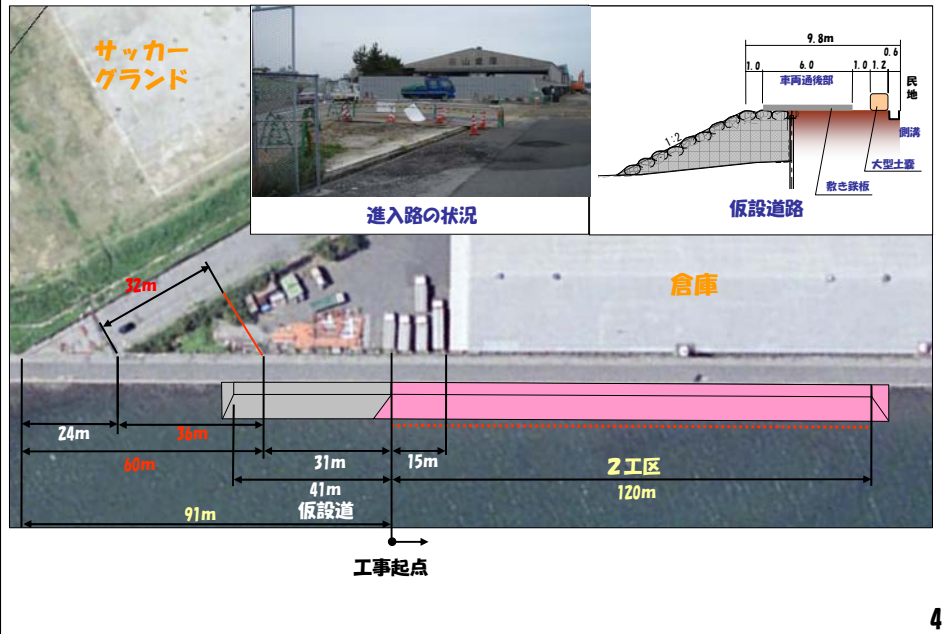 サッカー
グランド
進入路の状況
9.8m
0.6
1.0
6.0
1.0
1.2
車両通後部
民地
1:2
側溝
大型土嚢
敷き鉄板
仮設道路
倉庫
32m
24m
36m
60m
31m
15m
41m
仮設道
91m
2工区
120m
工事起点
4